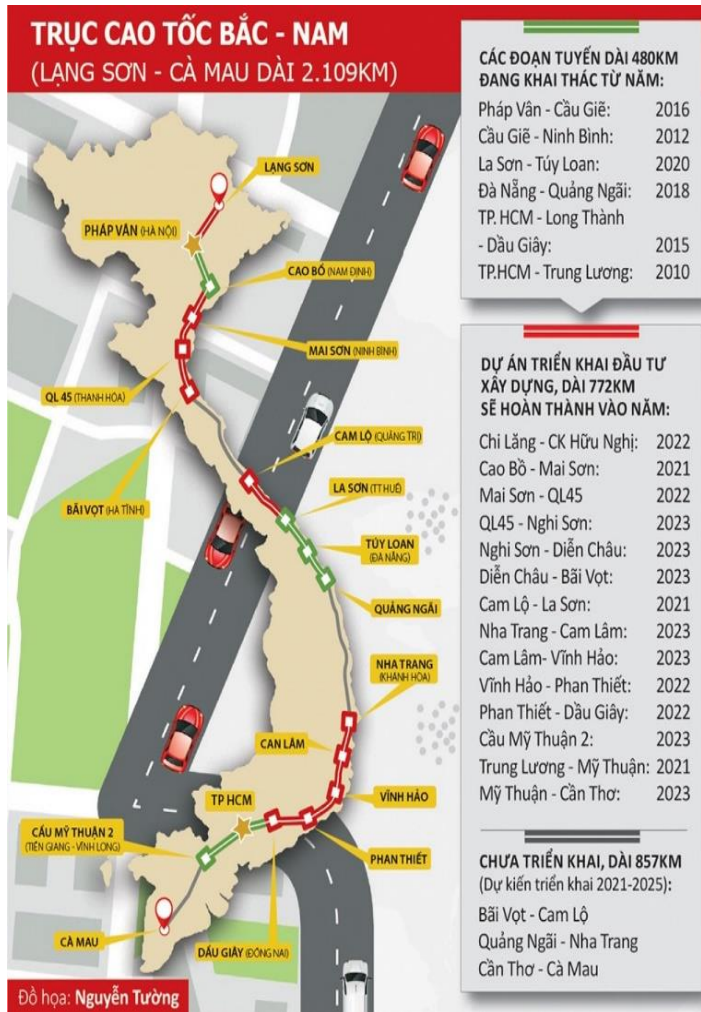 TRỤC CAO TỐC BẮC - NAM
(LẠNG SƠN - CÀ MAU DÀI 2.109KM)
LẠNG SƠN
PHÁP VÂN (HÀ NỘI)
CAO BỒ (NAM ĐỊNH)
MAI SƠN (NINH BÌNH)
QL 45 (THANH HÓA)
CAM LỘ (QUẢNG TRỊ)
BÃI VỌT (HÀ TĨNH)
LA SƠN (TT HUẾ)
TÚY LOAN
(ĐÀ NẴNG)
QUẢNG NGÃI
NHA TRANG
(KHÁNH HÒA)
CAN LÂM
TP HCM
VĨNH HẢO
CẦU MỸ THUẬN 2
(TIỀN GIANG - VĨNH LONG)
PHAN THIẾT
CÀ MAU
DẦU GIÂY (ĐỒNG NAI)
Đồ họa: Nguyễn Tường
CÁC ĐOẠN TUYẾN DÀI 480KM
ĐANG KHAI THÁC TỪ NĂM:
Pháp Vân - Cầu Giẽ: 2016
Cầu Giẽ - Ninh Bình: 2012
La Sơn - Túy Loan: 2020
Đà Nẵng - Quảng Ngãi: 2018
TP. HCM - Long Thành
- Dầu Giây: 2015
TP.HCM - Trung Lương: 2010
DỰ ÁN TRIỂN KHAI ĐẦU TƯ
XÂY DỰNG, DÀI 772KM
SẼ HOÀN THÀNH VÀO NĂM:
Chi Lăng - CK Hữu Nghị: 2022
Cao Bồ - Mai Sơn: 2021
Mai Sơn - QL45 2022
QL45 - Nghi Sơn: 2023
Nghi Sơn - Diễn Châu: 2023
Diễn Châu - Bãi Vọt: 2023
Cam Lộ - La Sơn: 2021
Nha Trang - Cam Lâm: 2023
Cam Lâm- Vĩnh Hảo: 2023
Vĩnh Hảo - Phan Thiết: 2022
Phan Thiết - Dầu Giây: 2022
Cầu Mỹ Thuận 2: 2023
Trung Lương - Mỹ Thuận: 2021
Mỹ Thuận - Cần Thơ: 2023
CHƯA TRIỂN KHAI, DÀI 857KM
(Dự kiến triển khai 2021-2025):
Bãi Vọt - Cam Lộ
Quảng Ngãi - Nha Trang
Cần Thơ - Cà Mau